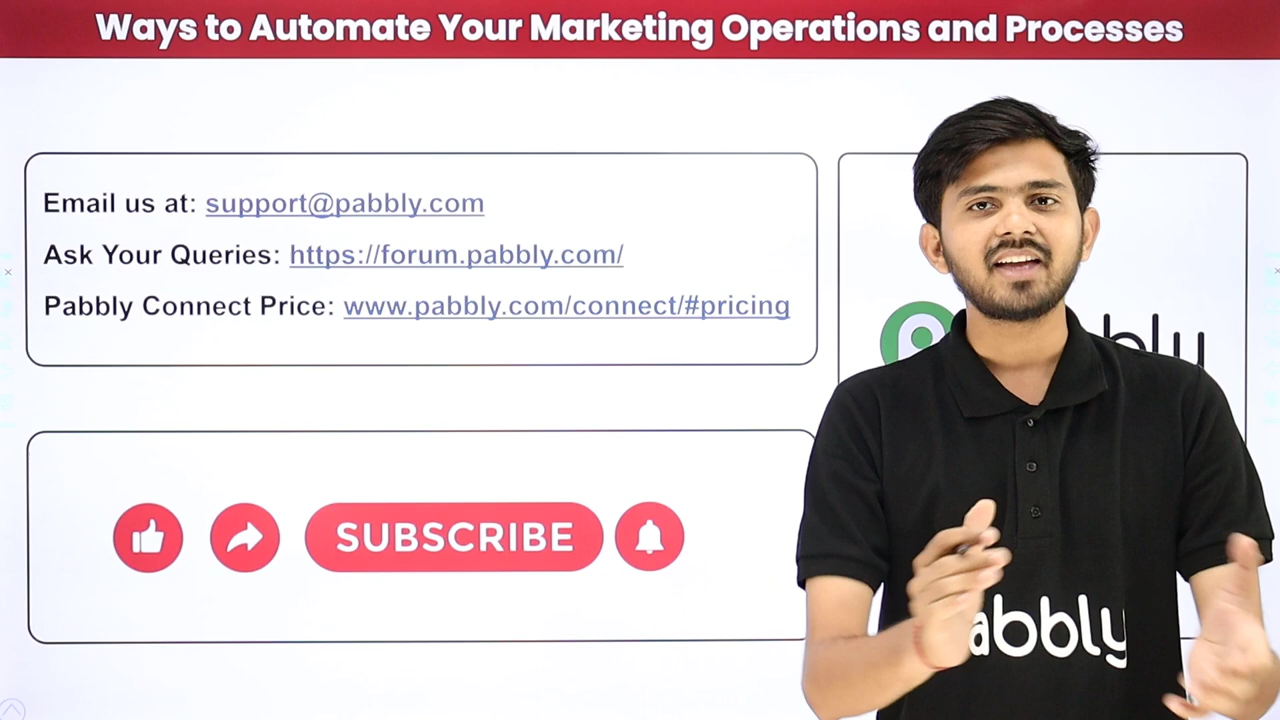 Ways to Automate Your Marketing Operations and Processes
Email us at: support@pabbly.com
Ask Your Queries: https://forum.pabbly.com/
Pabbly Connect Price: www.pabbly.com/connect/#pricing
SUBSCRIBE